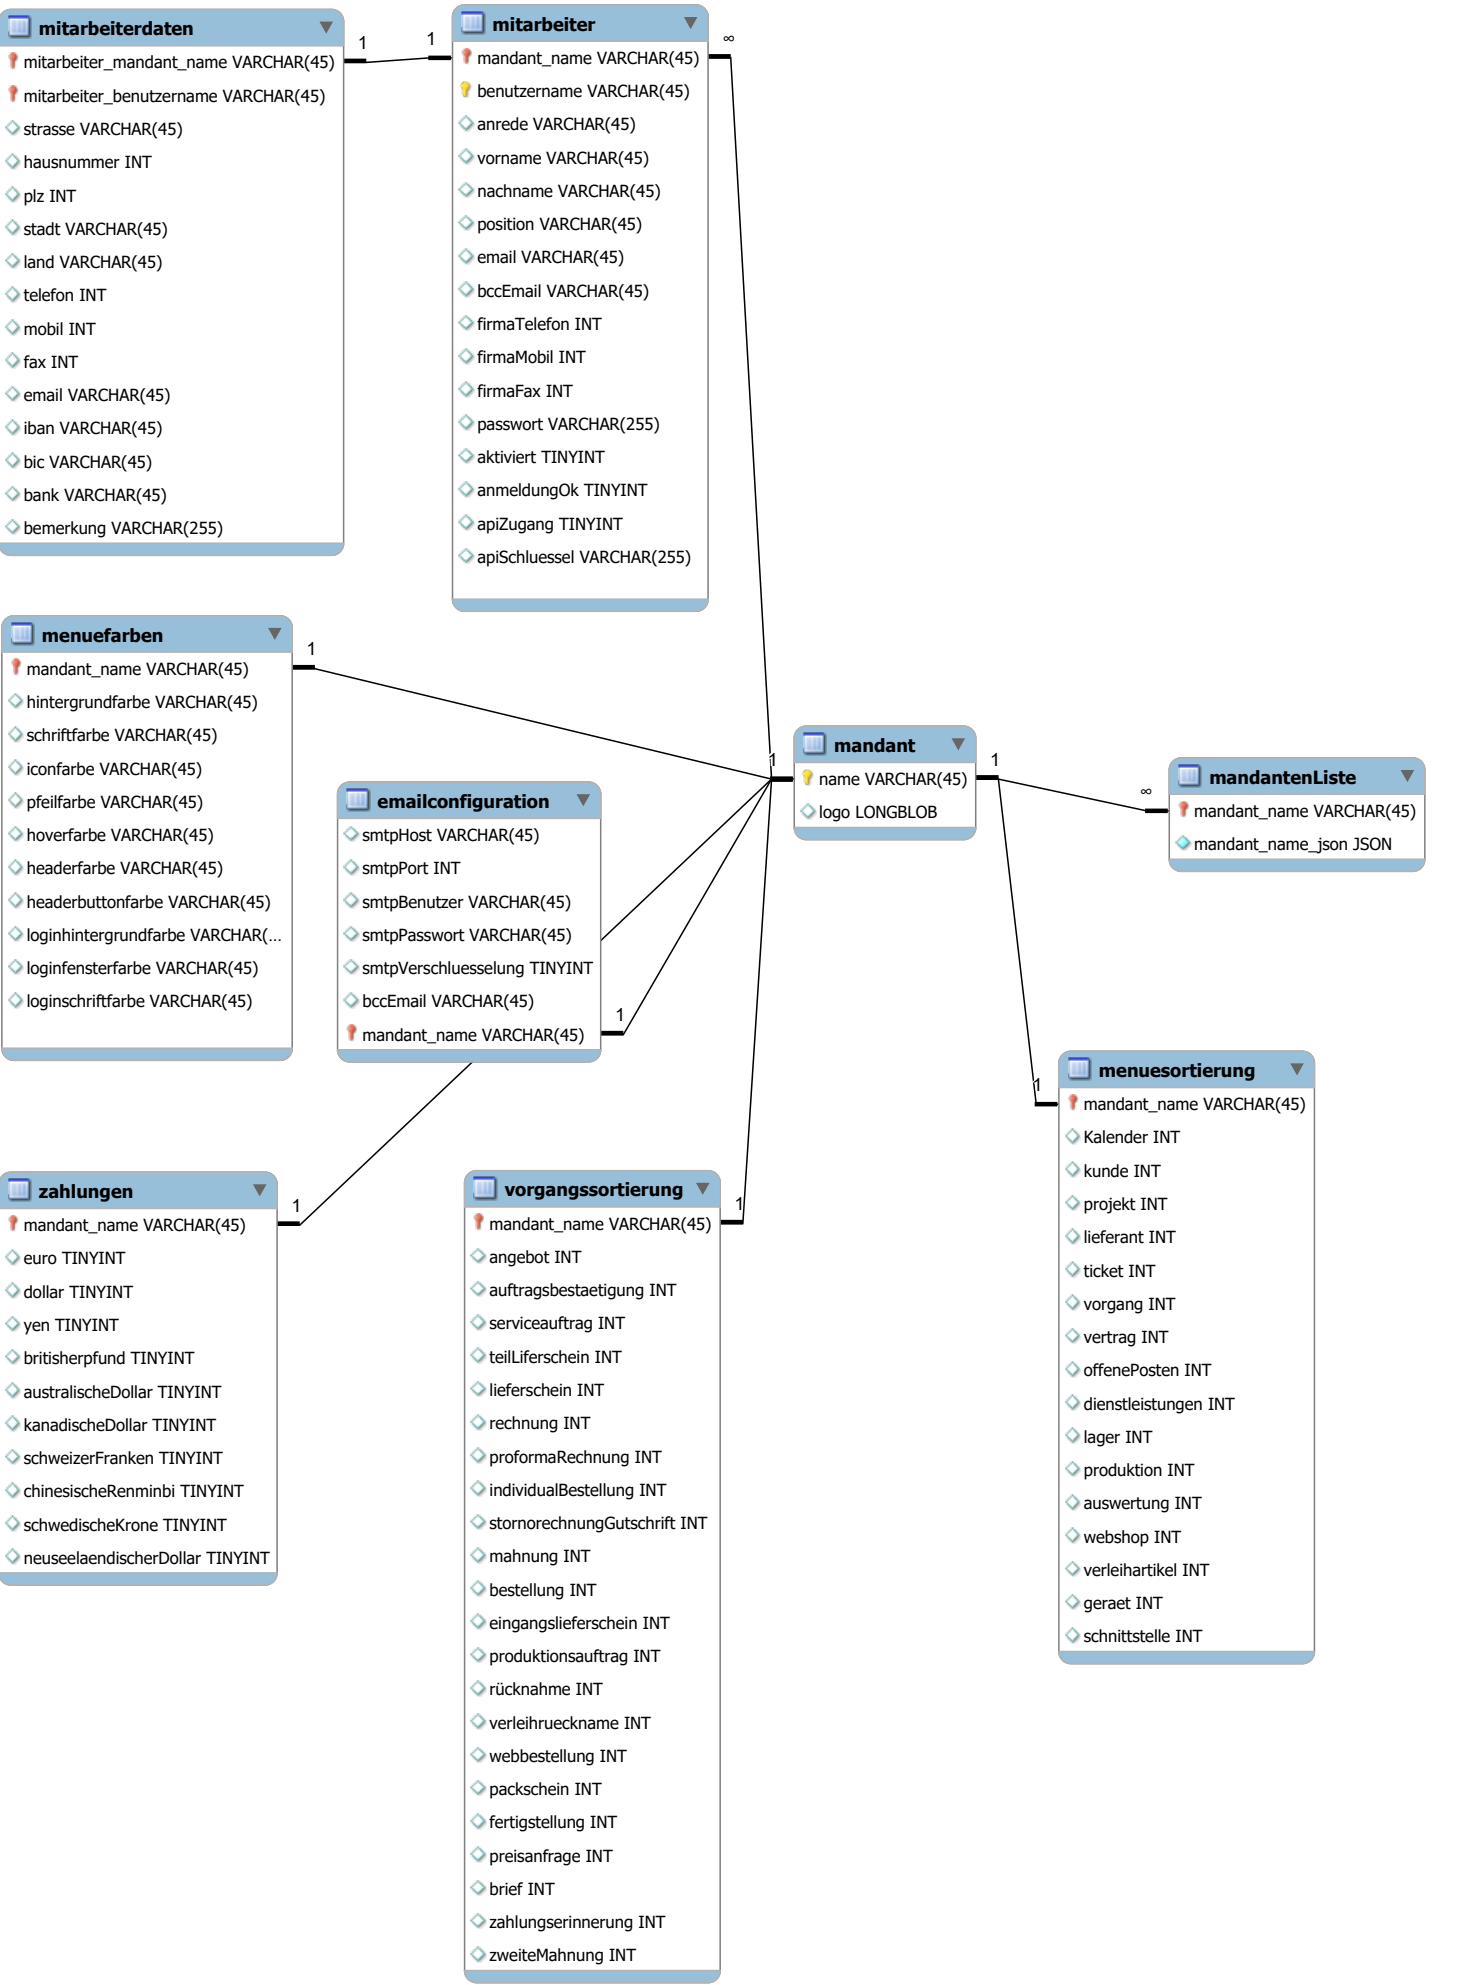 mitarbeiterdaten
mitarbeiter_mandant_name VARCHAR(45)
mitarbeiter_benutzername VARCHAR(45)
strasse VARCHAR(45)
hausnummer INT
plz INT
stadt VARCHAR(45)
land VARCHAR(45)
telefon INT
mobil INT
fax INT
email VARCHAR(45)
iban VARCHAR(45)
bic VARCHAR(45)
bank VARCHAR(45)
bemerkung VARCHAR(255)
1
1
mitarbeiter
mandant_name VARCHAR(45)
benutzername VARCHAR(45)
anrede VARCHAR(45)
vorname VARCHAR(45)
nachname VARCHAR(45)
position VARCHAR(45)
email VARCHAR(45)
bccEmail VARCHAR(45)
firmaTelefon INT
firmaMobil INT
firmaFax INT
passwort VARCHAR(255)
aktiviert TINYINT
anmeldungOk TINYINT
apiZugang TINYINT
apiSchluessel VARCHAR(255)
∞
menuefarben
mandant_name VARCHAR(45)
hintergrundfarbe VARCHAR(45)
schriftfarbe VARCHAR(45)
iconfarbe VARCHAR(45)
pfeilfarbe VARCHAR(45)
hoverfarbe VARCHAR(45)
headerfarbe VARCHAR(45)
headerbuttonfarbe VARCHAR(45)
loginhintergrundfarbe VARCHAR(...
loginfensterfarbe VARCHAR(45)
loginschriftfarbe VARCHAR(45)
1
emailconfiguration
smtpHost VARCHAR(45)
smtpPort INT
smtpBenutzer VARCHAR(45)
smtpPasswort VARCHAR(45)
smtpVerschluesselung TINYINT
bccEmail VARCHAR(45)
mandant_name VARCHAR(45)
1
1
mandant
name VARCHAR(45)
logo LONGBLOB
1
∞
mandantenListe
mandant_name VARCHAR(45)
mandant_name_json JSON
1
menuesortierung
mandant_name VARCHAR(45)
Kalender INT
kunde INT
projekt INT
lieferant INT
ticket INT
vorgang INT
vertrag INT
offenePosten INT
dienstleistungen INT
lager INT
produktion INT
auswertung INT
webshop INT
verleihartikel INT
geraet INT
schnittstelle INT
zahlungen
mandant_name VARCHAR(45)
euro TINYINT
dollar TINYINT
yen TINYINT
britisherpfund TINYINT
australischeDollar TINYINT
kanadischeDollar TINYINT
schweizerFranken TINYINT
chinesischeRenminbi TINYINT
schwedischeKrone TINYINT
neuseelaendischerDollar TINYINT
1
vorgangssortierung
mandant_name VARCHAR(45)
angebot INT
auftragsbestaetigung INT
serviceauftrag INT
teilLiferschein INT
lieferschein INT
rechnung INT
proformaRechnung INT
individualBestellung INT
stornorechnungGutschrift INT
mahnung INT
bestellung INT
eingangslieferschein INT
produktionsauftrag INT
rücknahme INT
verleihrueckname INT
webbestellung INT
packschein INT
fertigstellung INT
preisanfrage INT
brief INT
zahlungserinnerung INT
zweiteMahnung INT
1